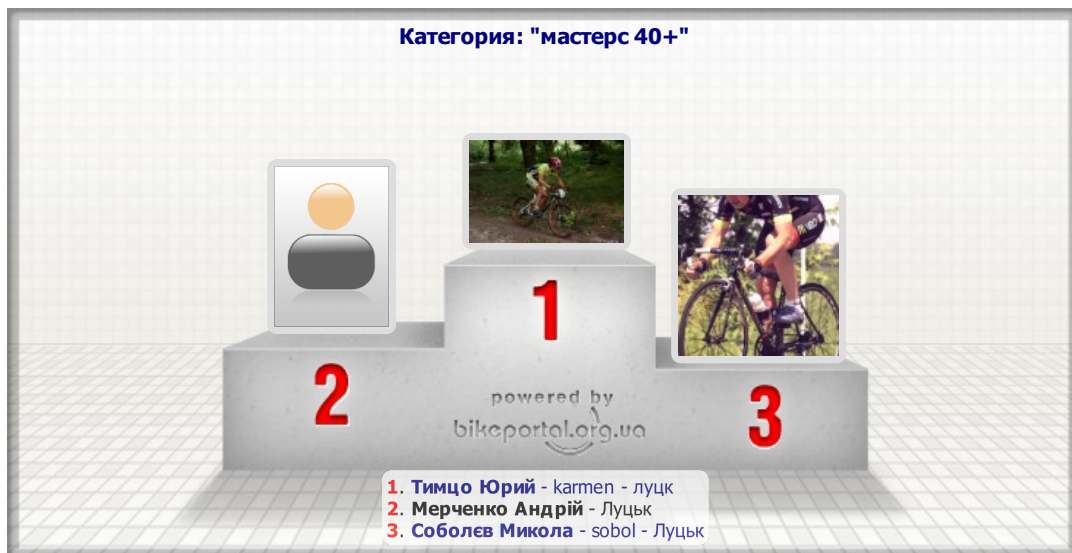 Категория: "мастерс 40+"
1
2
3
powered by
bikeportal.org.ua
1. Тимцо Юрий - karmen - луцк
2. Мерченко Андрій - Луцьк
3. Соболєв Микола - sobol - Луцьк